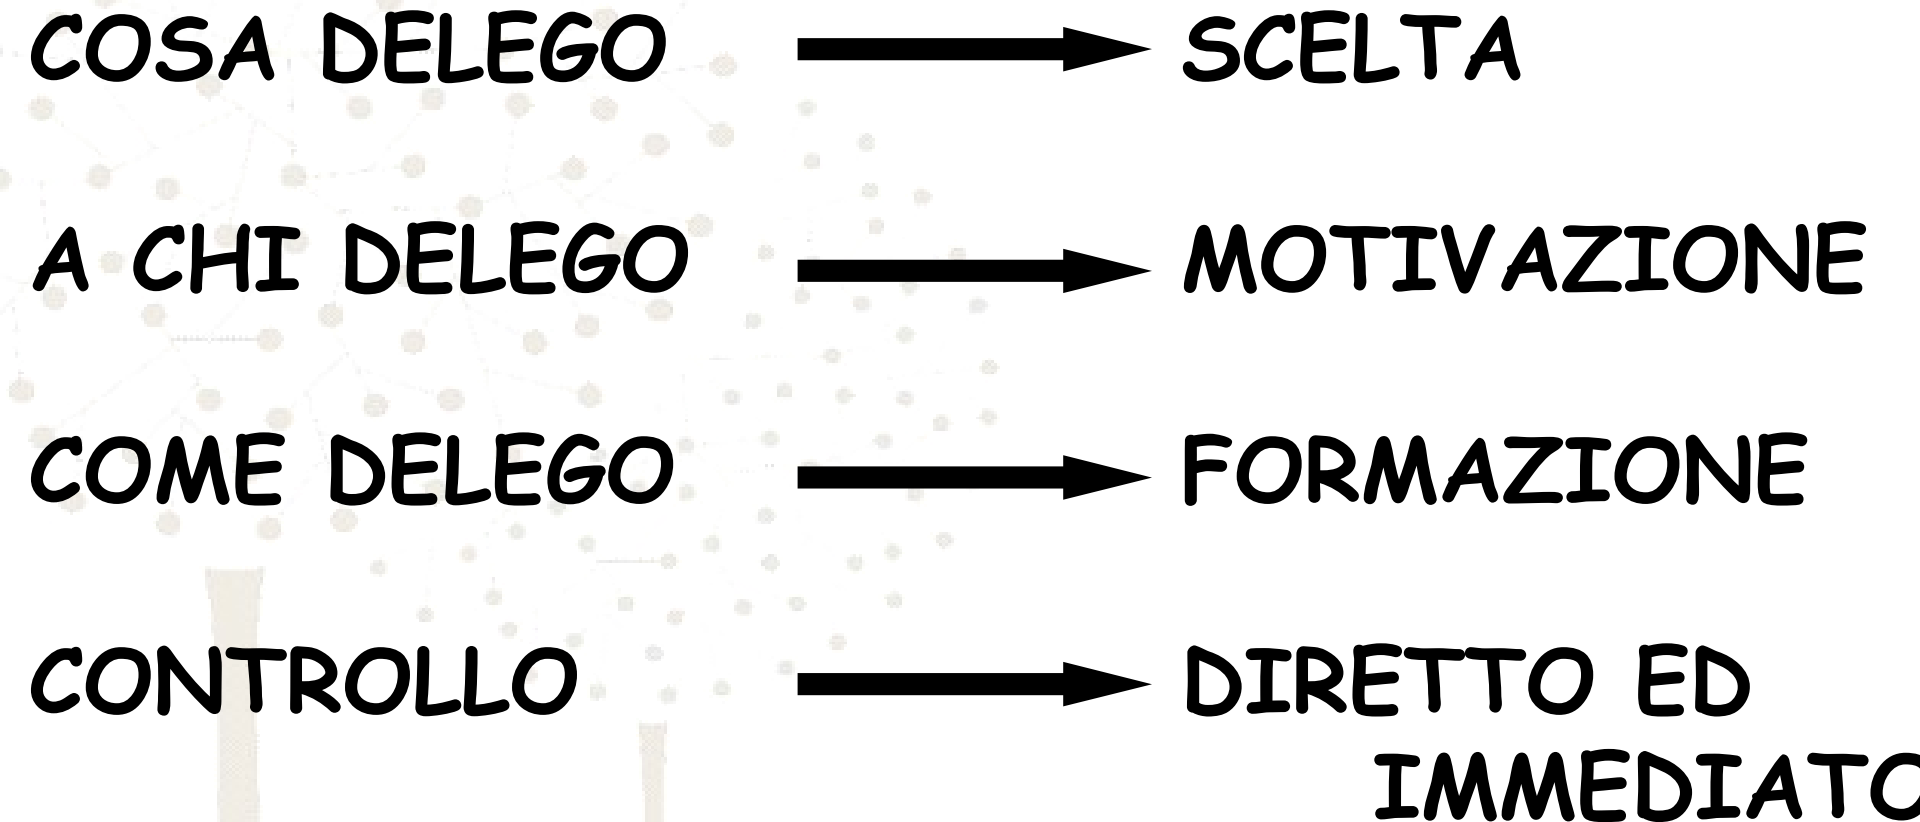 COSA DELEGO SCELTA
A CHI DELEGO MOTIVAZIONE
COME DELEGO FORMAZIONE
CONTROLLO DIRETTO ED
IMMEDIATO